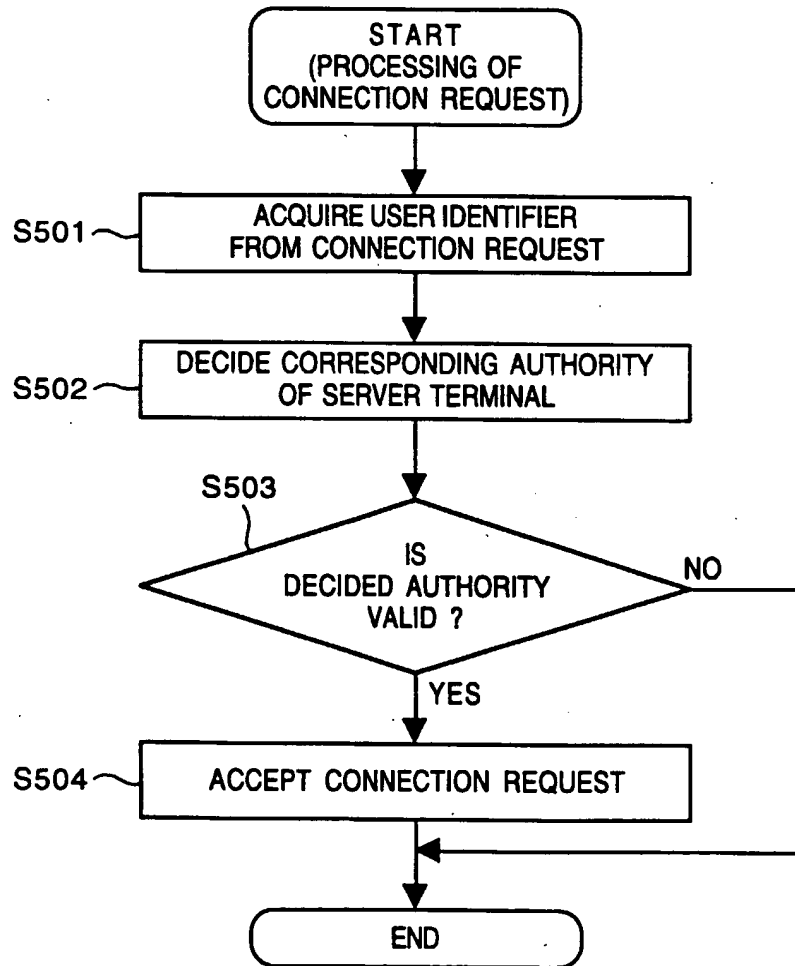 START
(PROCESSING OF
CONNECTION REQUEST)
S501
ACQUIRE USER IDENTIFIER
FROM CONNECTION REQUEST
S502
DECIDE CORRESPONDING AUTHORITY
OF SERVER TERMINAL
S503
IS
DECIDED AUTHORITY
VALID ?
NO
YES
S504
ACCEPT CONNECTION REQUEST
END